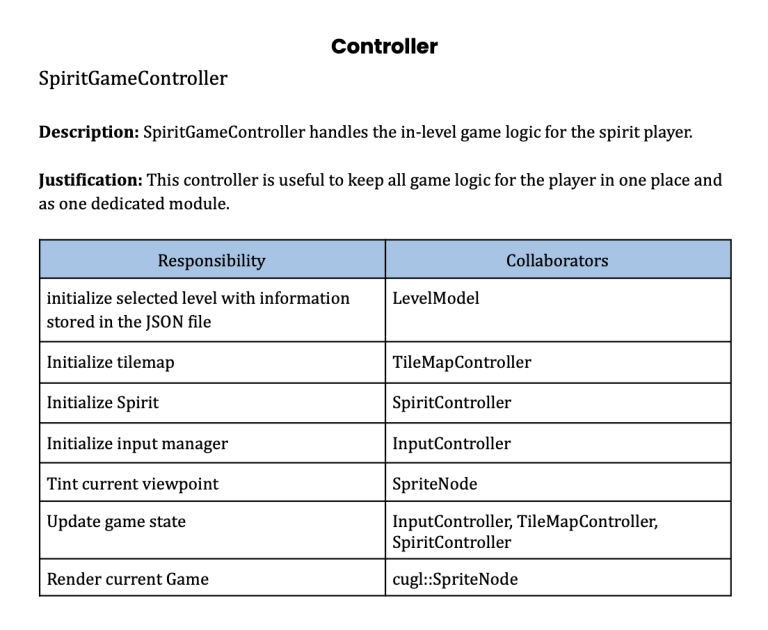 Controller
SpiritGameController
Description: SpiritGameController handles the in-level game logic for the spirit player.
Justification: This controller is useful to keep all game logic for the player in one place and
as one dedicated module.
Responsibility
Collaborators
initialize selected level with information
stored in the JSON file
LevelModel
Initialize tilemap
TileMapController
Initialize Spirit
SpiritController
Initialize input manager
InputController
Tint current viewpoint
SpriteNode
Update game state
InputController, TileMapController,
SpiritController
Render current Game
cugl::SpriteNode